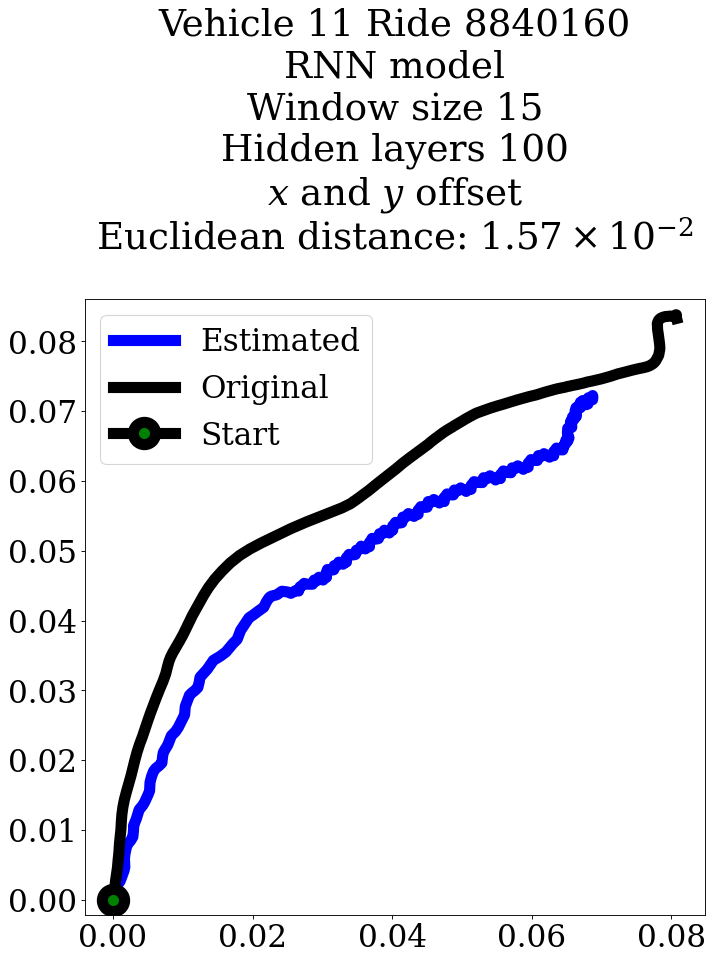 Vehicle 11 Ride 8840160
RNN model
Window size 15
Hidden layers 100
x and y offset
Euclidean distance: 1.57 × 10⁻²
Estimated
Original
Start
0.08
0.07
0.06
0.05
0.04
0.03
0.02
0.01
0.00
0.00 0.02 0.04 0.06 0.08